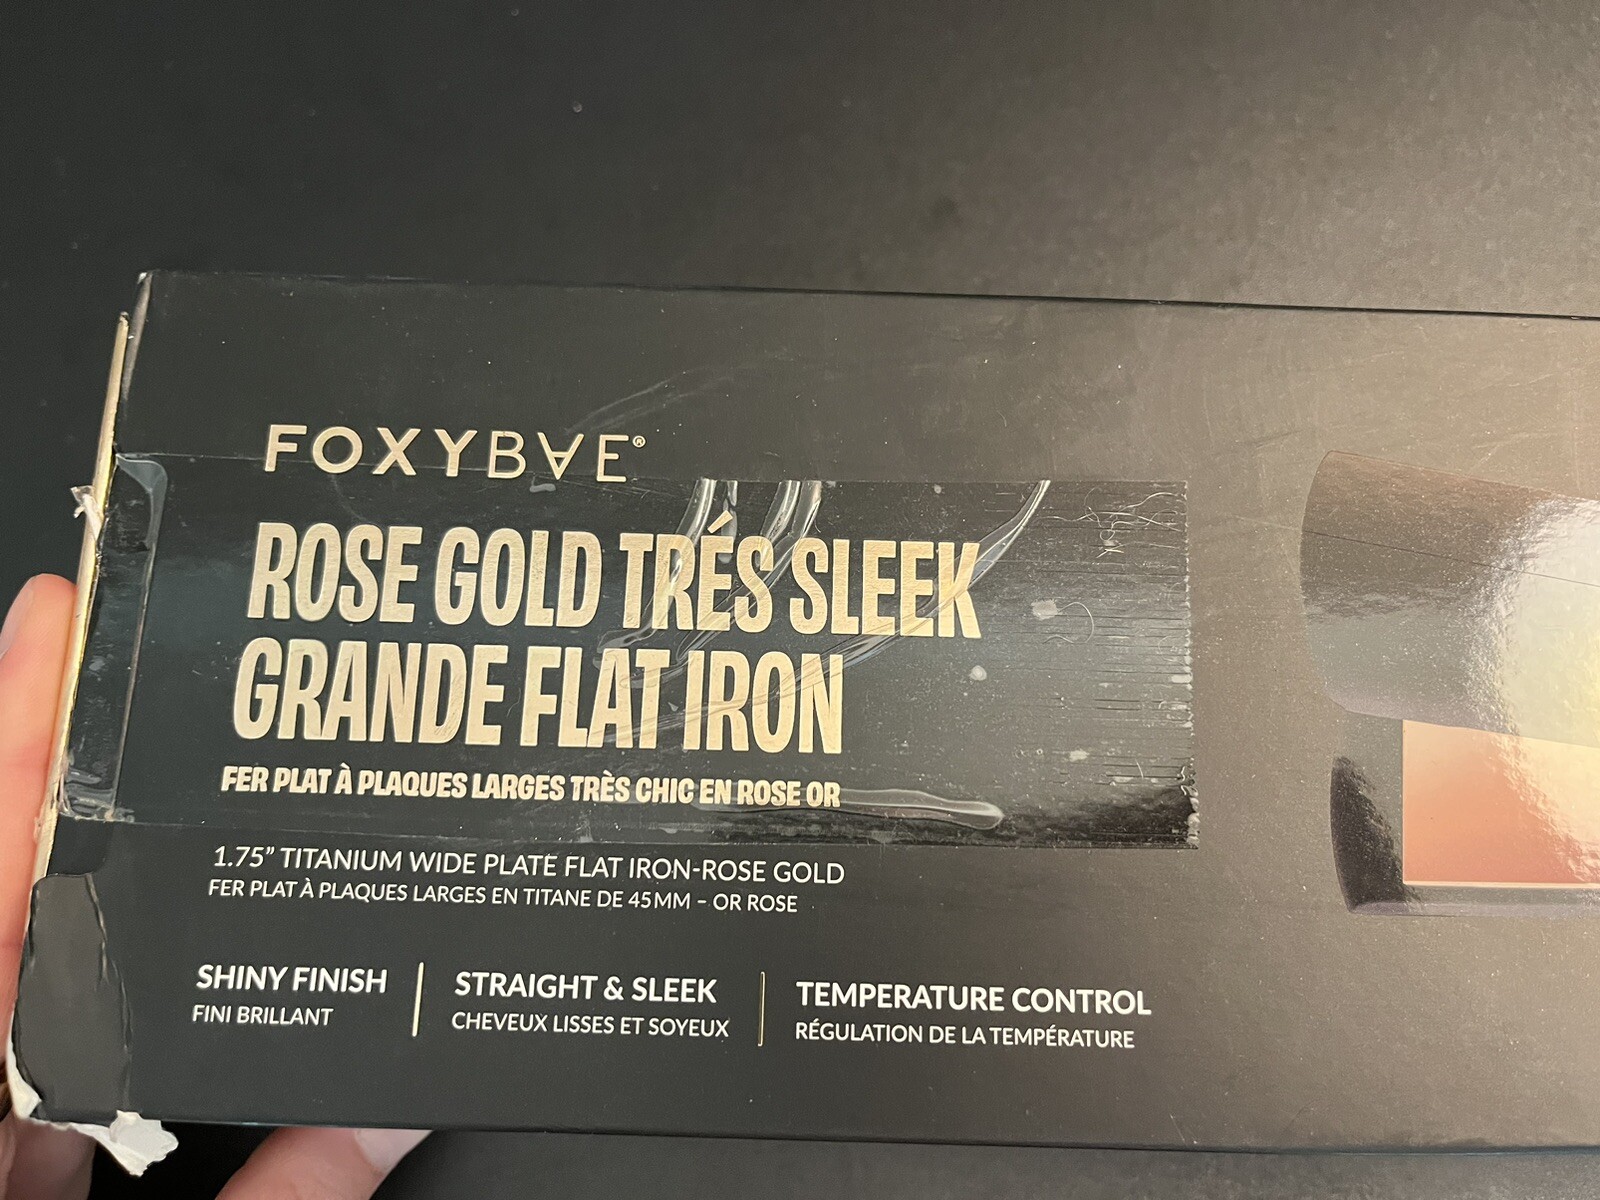 FOXYBAE®
ROSE GOLD TRÉS SLEEK
GRANDE FLAT IRON
FER PLAT À PLAQUES LARGES TRÈS CHIC EN ROSE OR
1.75” TITANIUM WIDE PLATE FLAT IRON-ROSE GOLD
FER PLAT À PLAQUES LARGES EN TITANE DE 45MM – OR ROSE
SHINY FINISH
FINI BRILLANT
STRAIGHT & SLEEK
CHEVEUX LISSES ET SOYEUX
TEMPERATURE CONTROL
RÉGULATION DE LA TEMPÉRATURE